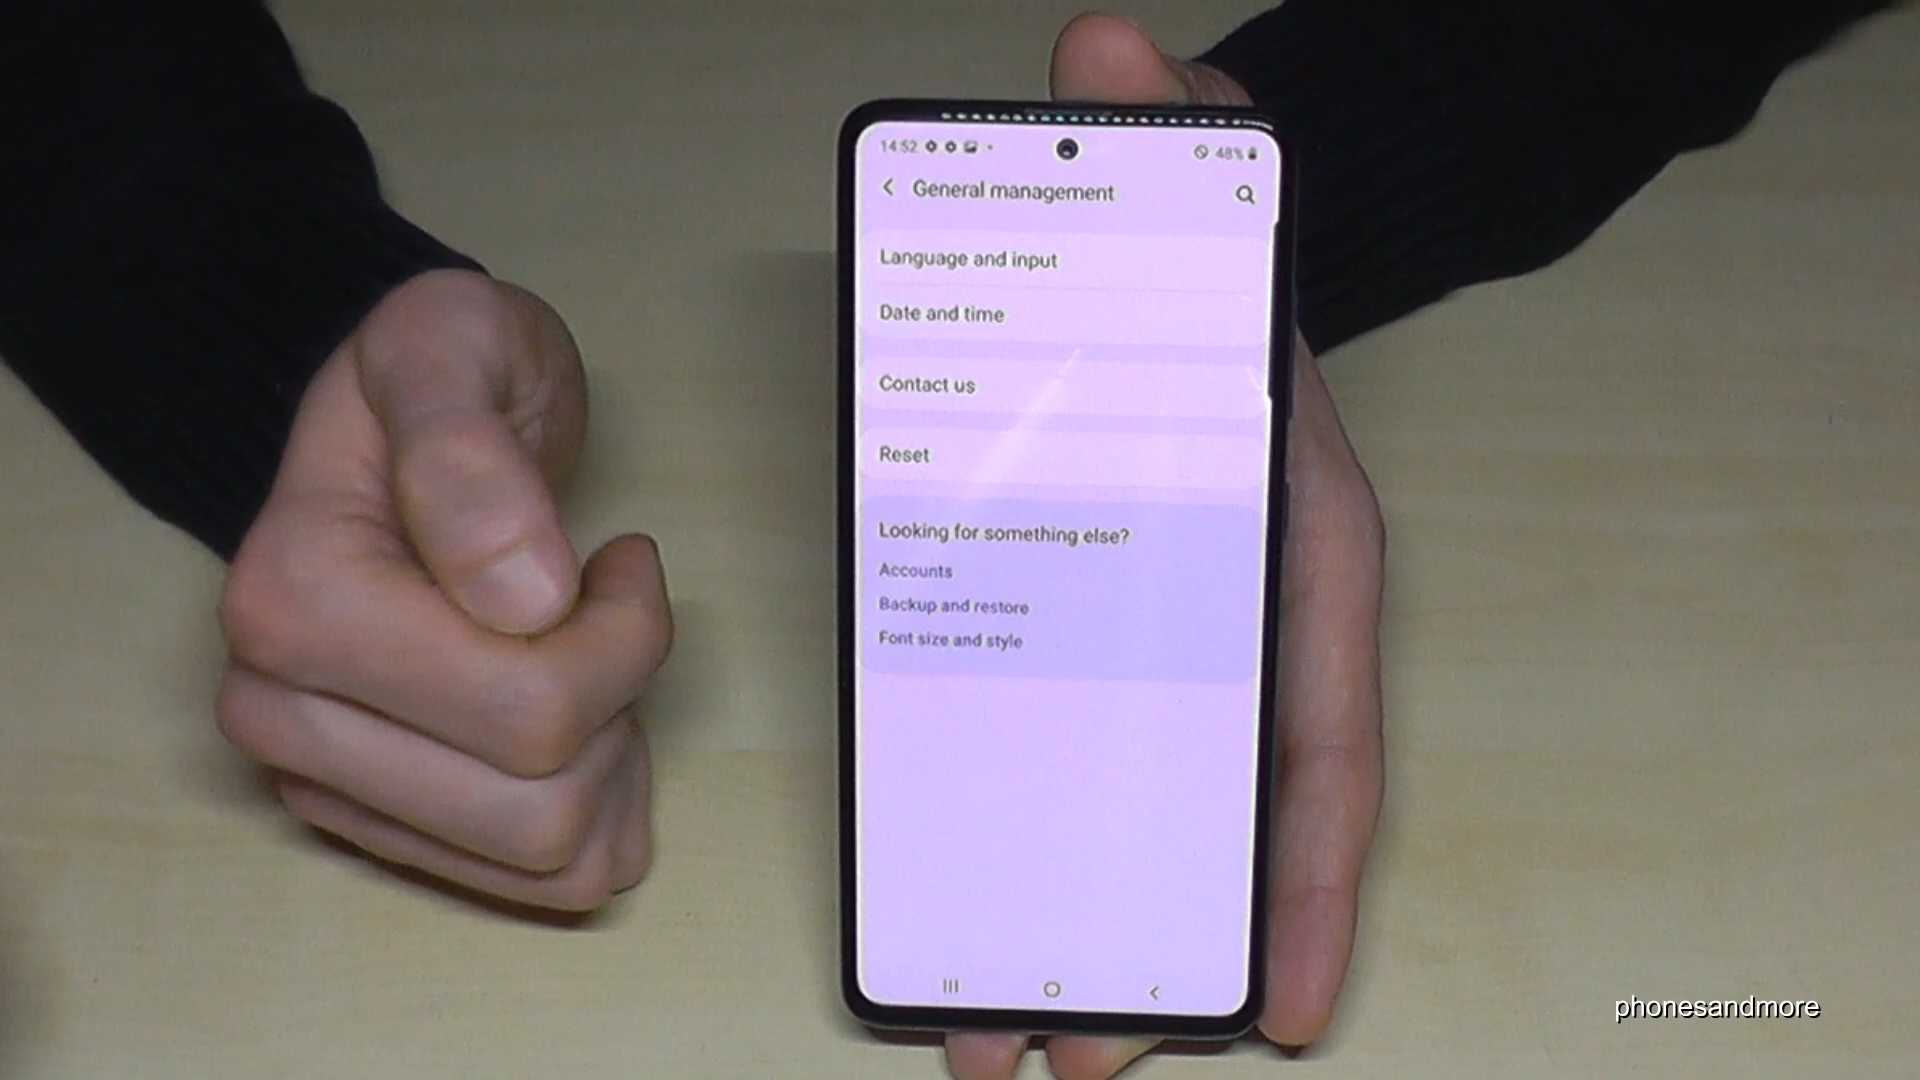 14:52
48%
General management
Language and input
Date and time
Contact us
Reset
Looking for something else?
Accounts
Backup and restore
Font size and style
phonesandmore